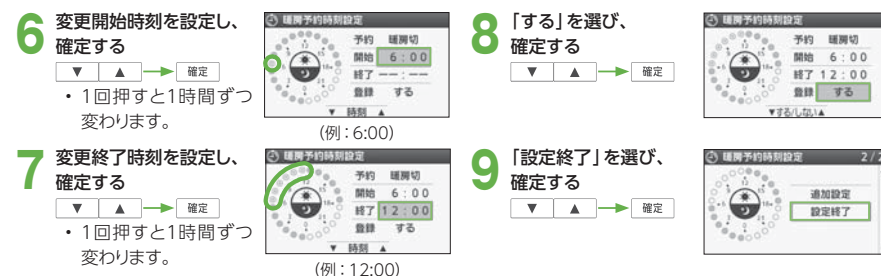 6 変更開始時刻を設定し、
確定する
▼ ▲ → 確定
・ 1回押すと1時間ずつ
変わります。
暖房予約時刻設定
予約 暖房切
開始 6:00
終了 --:--
登録 する
▼ 時刻 ▲
(例:6:00)
7 変更終了時刻を設定し、
確定する
▼ ▲ → 確定
・ 1回押すと1時間ずつ
変わります。
暖房予約時刻設定
予約 暖房切
開始 6:00
終了 12:00
登録 する
▼ 時刻 ▲
(例:12:00)
8 「する」を選び、
確定する
▼ ▲ → 確定
暖房予約時刻設定
予約 暖房切
開始 6:00
終了 12:00
登録 する
▼する/しない▲
9 「設定終了」を選び、
確定する
▼ ▲ → 確定
暖房予約時刻設定 2/2
追加設定
設定終了